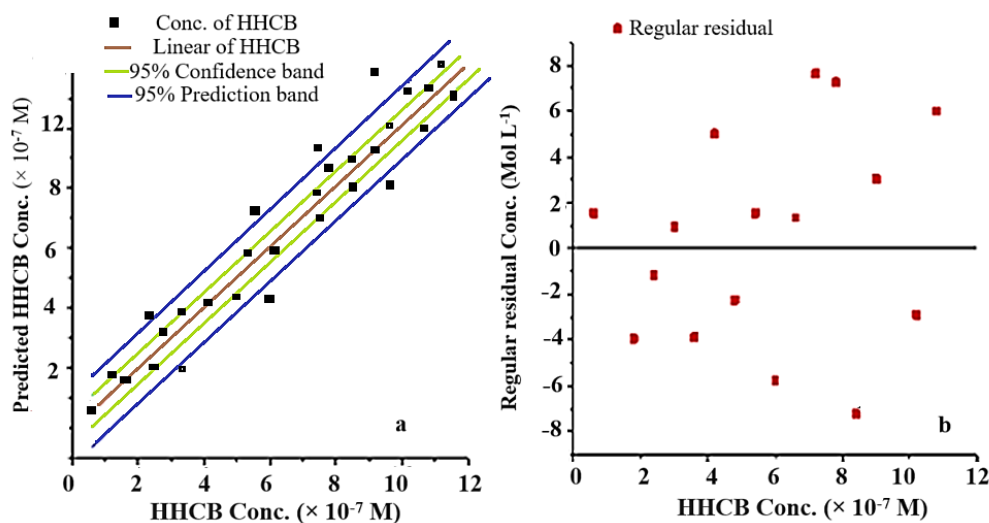 Conc. of HHCB
Linear of HHCB
95% Confidence band
95% Prediction band
Predicted HHCB Conc. (× 10⁻⁷ M)
12
8
6
4
2
a
0 2 4 6 8 10 12
HHCB Conc. (× 10⁻⁷ M)
Regular residual
Regular residual Conc. (Mol L⁻¹)
8
6
4
2
0
-2
-4
-6
-8
b
0 2 4 6 8 10 12
HHCB Conc. (× 10⁻⁷ M)